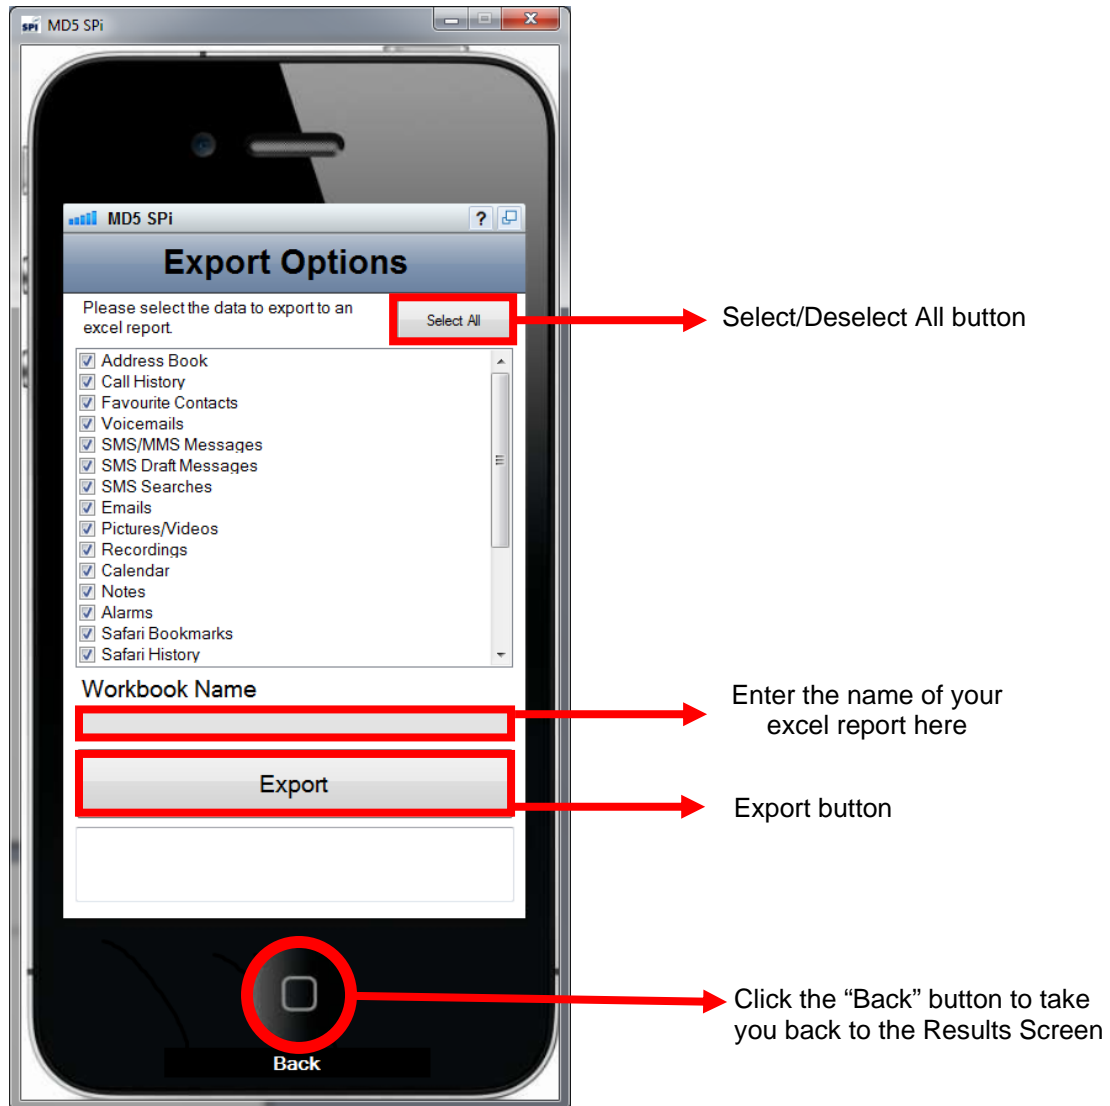 SPi MD5 SPi
MD5 SPi ?
Export Options
Please select the data to export to an
excel report.
Select All
Select/Deselect All button
Address Book
Call History
Favourite Contacts
Voicemails
SMS/MMS Messages
SMS Draft Messages
SMS Searches
Emails
Pictures/Videos
Recordings
Calendar
Notes
Alarms
Safari Bookmarks
Safari History
Workbook Name
Enter the name of your
excel report here
Export
Export button
Click the “Back” button to take
you back to the Results Screen
Back